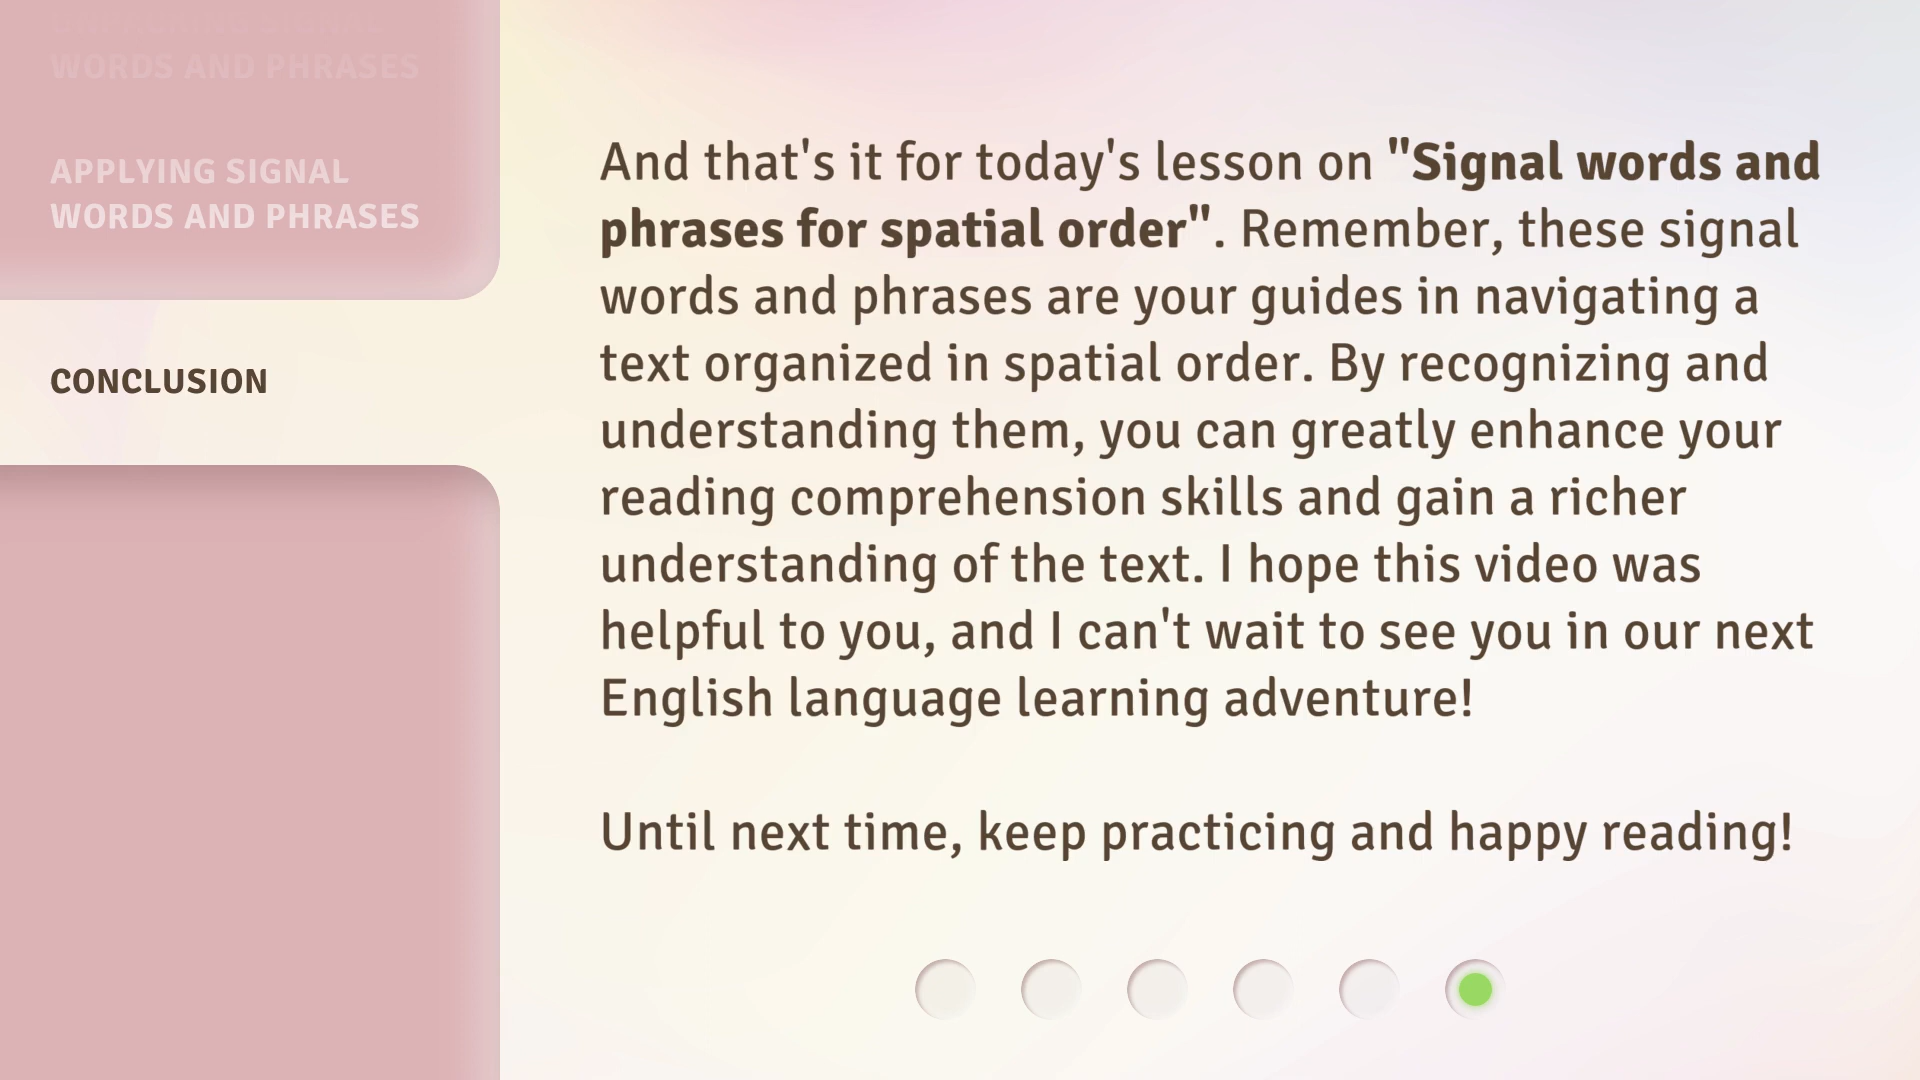 UNPACKING SIGNAL
WORDS AND PHRASES
APPLYING SIGNAL
WORDS AND PHRASES
CONCLUSION
And that's it for today's lesson on "Signal words and
phrases for spatial order". Remember, these signal
words and phrases are your guides in navigating a
text organized in spatial order. By recognizing and
understanding them, you can greatly enhance your
reading comprehension skills and gain a richer
understanding of the text. I hope this video was
helpful to you, and I can't wait to see you in our next
English language learning adventure!
Until next time, keep practicing and happy reading!